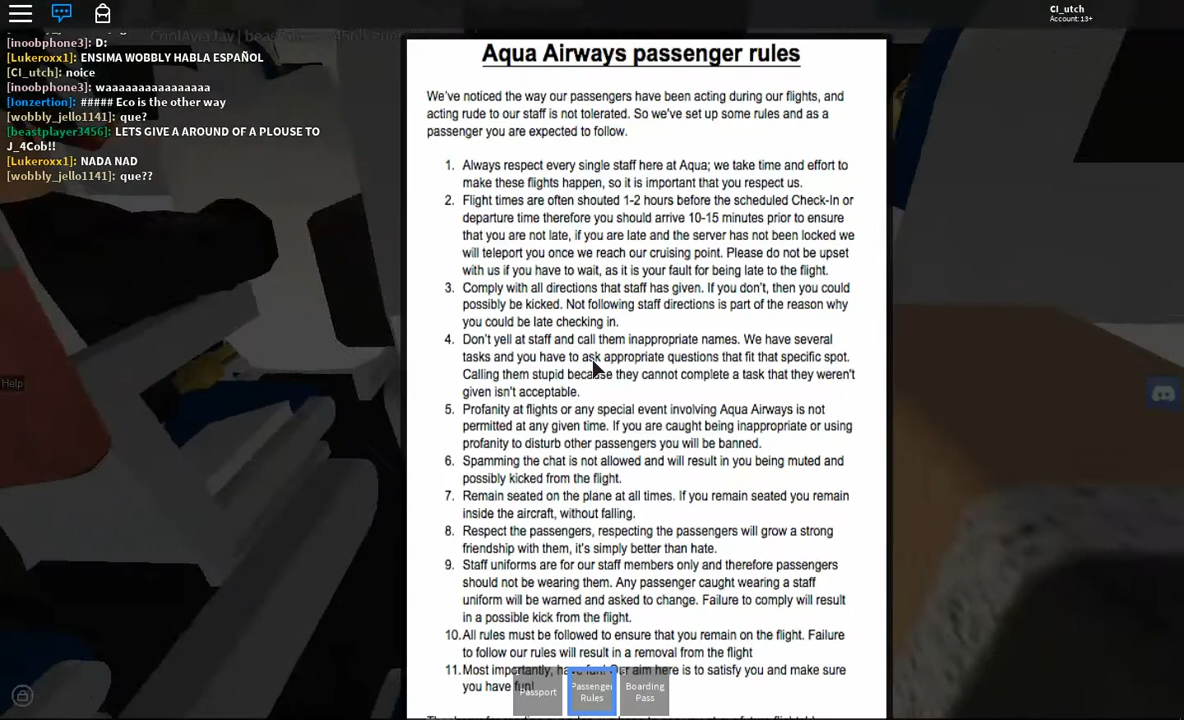 CI_utch
Account: 13+
[inoobphone3]: D:
[Lukeroxx1]: ENSIMA WOBBLY HABLA ESPAÑOL
[CI_utch]: noice
[inoobphone3]: waaaaaaaaaaaaaaaa
[Ionzertion]: ##### Eco is the other way
[wobbly_jello1141]: que?
[beastplayer3456]: LETS GIVE A AROUND OF A PLOUSE TO
J_4Cob!!
[Lukeroxx1]: NADA NAD
[wobbly_jello1141]: que??
Help
Aqua Airways passenger rules
We've noticed the way our passengers have been acting during our flights, and
acting rude to our staff is not tolerated. So we've set up some rules and as a
passenger you are expected to follow.
1. Always respect every single staff here at Aqua; we take time and effort to
make these flights happen, so it is important that you respect us.
2. Flight times are often shouted 1-2 hours before the scheduled Check-In or
departure time therefore you should arrive 10-15 minutes prior to ensure
that you are not late, if you are late and the server has not been locked we
will teleport you once we reach our cruising point. Please do not be upset
with us if you have to wait, as it is your fault for being late to the flight.
3. Comply with all directions that staff has given. If you don't, then you could
possibly be kicked. Not following staff directions is part of the reason why
you could be late checking in.
4. Don't yell at staff and call them inappropriate names. We have several
tasks and you have to ask appropriate questions that fit that specific spot.
Calling them stupid because they cannot complete a task that they weren't
given isn't acceptable.
5. Profanity at flights or any special event involving Aqua Airways is not
permitted at any given time. If you are caught being inappropriate or using
profanity to disturb other passengers you will be banned.
6. Spamming the chat is not allowed and will result in you being muted and
possibly kicked from the flight.
7. Remain seated on the plane at all times. If you remain seated you remain
inside the aircraft, without falling.
8. Respect the passengers, respecting the passengers will grow a strong
friendship with them, it's simply better than hate.
9. Staff uniforms are for our staff members only and therefore passengers
should not be wearing them. Any passenger caught wearing a staff
uniform will be warned and asked to change. Failure to comply will result
in a possible kick from the flight.
10. All rules must be followed to ensure that you remain on the flight. Failure
to follow our rules will result in a removal from the flight
11. Most importantly, have fun! Our aim here is to satisfy you and make sure
you have fun!
Passport
Passenger
Rules
Boarding
Pass